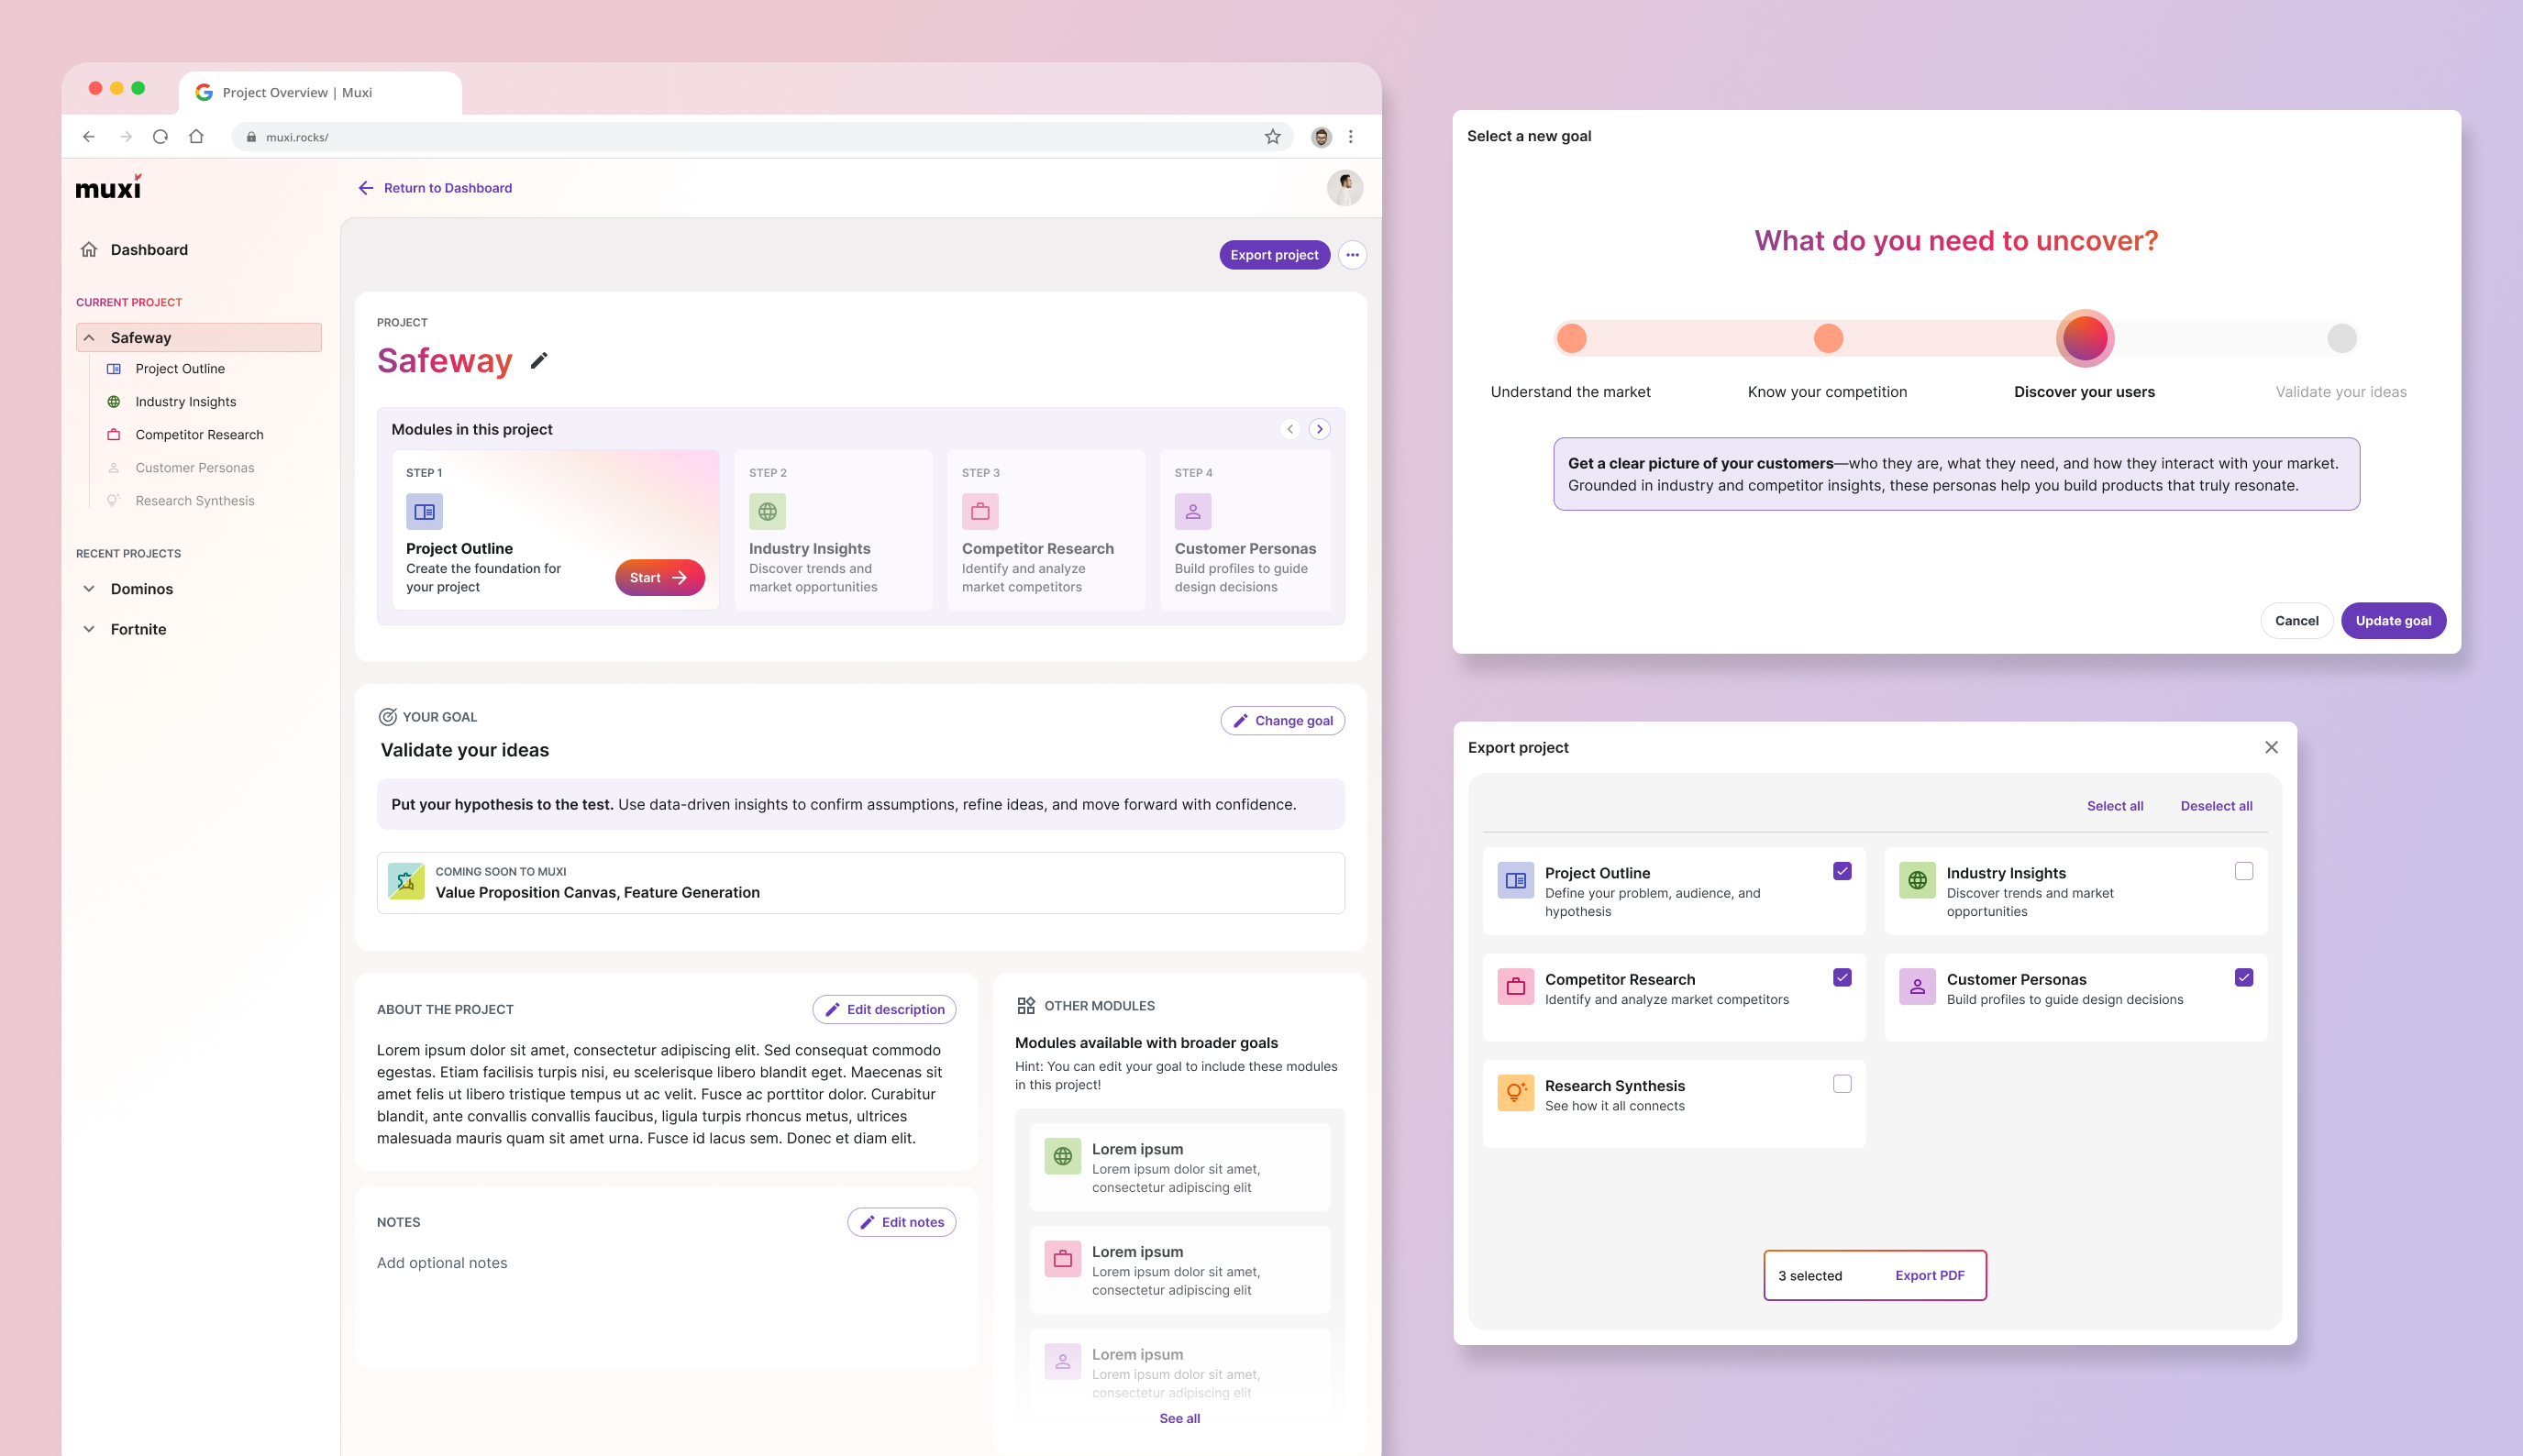 Project Overview | Muxi
muxi.rocks/
muxi
Return to Dashboard
Dashboard
CURRENT PROJECT
Safeway
Project Outline
Industry Insights
Competitor Research
Customer Personas
Research Synthesis
RECENT PROJECTS
Dominos
Fortnite
Export project
PROJECT
Safeway
Modules in this project
STEP 1
Project Outline
Create the foundation for
your project
Start
STEP 2
Industry Insights
Discover trends and
market opportunities
STEP 3
Competitor Research
Identify and analyze
market competitors
STEP 4
Customer Personas
Build profiles to guide
design decisions
YOUR GOAL
Change goal
Validate your ideas
Put your hypothesis to the test. Use data-driven insights to confirm assumptions, refine ideas, and move forward with confidence.
COMING SOON TO MUXI
Value Proposition Canvas, Feature Generation
ABOUT THE PROJECT
Edit description
Lorem ipsum dolor sit amet, consectetur adipiscing elit. Sed consequat commodo
egestas. Etiam facilisis turpis nisi, eu scelerisque libero blandit eget. Maecenas sit
amet felis ut libero tristique tempus ut ac velit. Fusce ac porttitor dolor. Curabitur
blandit, ante convallis convallis faucibus, ligula turpis rhoncus metus, ultrices
malesuada mauris quam sit amet urna. Fusce id lacus sem. Donec et diam elit.
NOTES
Edit notes
Add optional notes
OTHER MODULES
Modules available with broader goals
Hint: You can edit your goal to include these modules
in this project!
Lorem ipsum
Lorem ipsum dolor sit amet,
consectetur adipiscing elit
Lorem ipsum
Lorem ipsum dolor sit amet,
consectetur adipiscing elit
Lorem ipsum
Lorem ipsum dolor sit amet,
consectetur adipiscing elit
See all
Select a new goal
What do you need to uncover?
Understand the market
Know your competition
Discover your users
Validate your ideas
Get a clear picture of your customers—who they are, what they need, and how they interact with your market.
Grounded in industry and competitor insights, these personas help you build products that truly resonate.
Cancel
Update goal
Export project
Select all
Deselect all
Project Outline
Define your problem, audience, and
hypothesis
Industry Insights
Discover trends and market
opportunities
Competitor Research
Identify and analyze market competitors
Customer Personas
Build profiles to guide design decisions
Research Synthesis
See how it all connects
3 selected
Export PDF